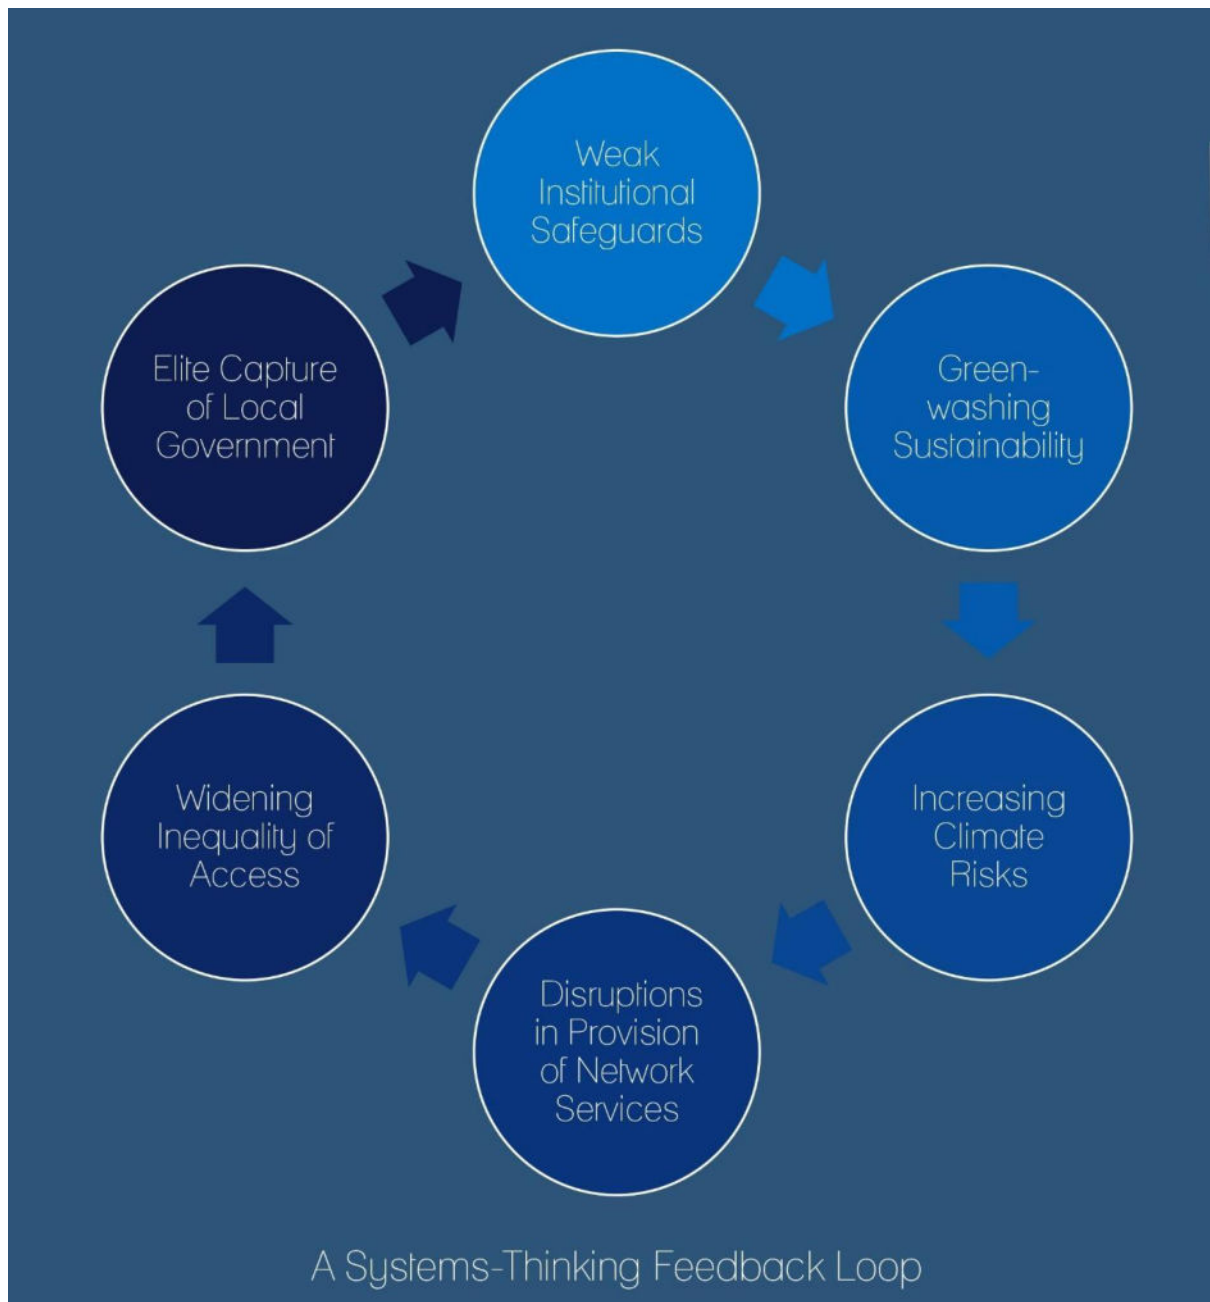 Weak
Institutional
Safeguards
Green-
washing
Sustainability
Increasing
Climate
Risks
Disruptions
in Provision
of Network
Services
Widening
Inequality of
Access
Elite Capture
of Local
Government
A Systems-Thinking Feedback Loop